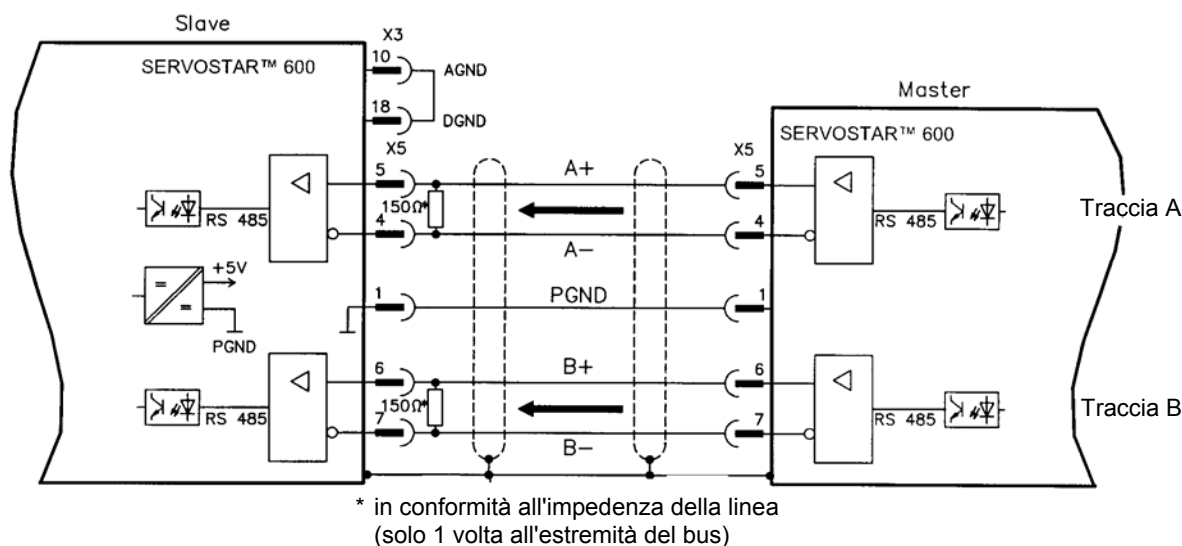 Slave
SERVOSTAR™ 600
X3
10
AGND
18
DGND
Master
SERVOSTAR™ 600
X5
X5
5
A+
5
150Ω*
RS 485
RS 485
Traccia A
4
A−
4
+5V
1
PGND
1
PGND
6
B+
6
150Ω*
RS 485
RS 485
Traccia B
7
B−
7
* in conformità all'impedenza della linea
(solo 1 volta all'estremità del bus)